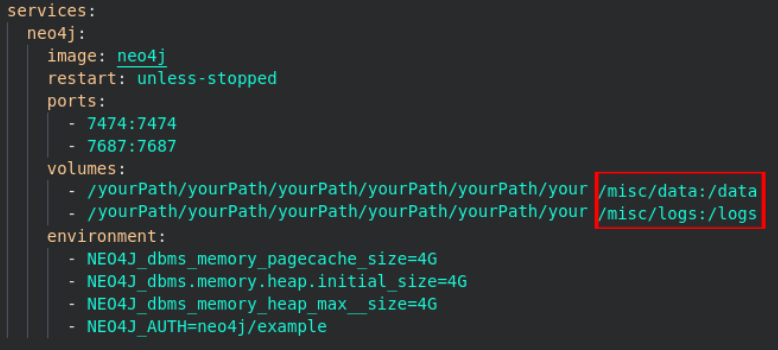 services:
neo4j:
image: neo4j
restart: unless-stopped
ports:
- 7474:7474
- 7687:7687
volumes:
- /yourPath/yourPath/yourPath/yourPath/yourPath/your /misc/data:/data
- /yourPath/yourPath/yourPath/yourPath/yourPath/your /misc/logs:/logs
environment:
- NEO4J_dbms_memory_pagecache_size=4G
- NEO4J_dbms.memory.heap.initial_size=4G
- NEO4J_dbms_memory_heap_max__size=4G
- NEO4J_AUTH=neo4j/example